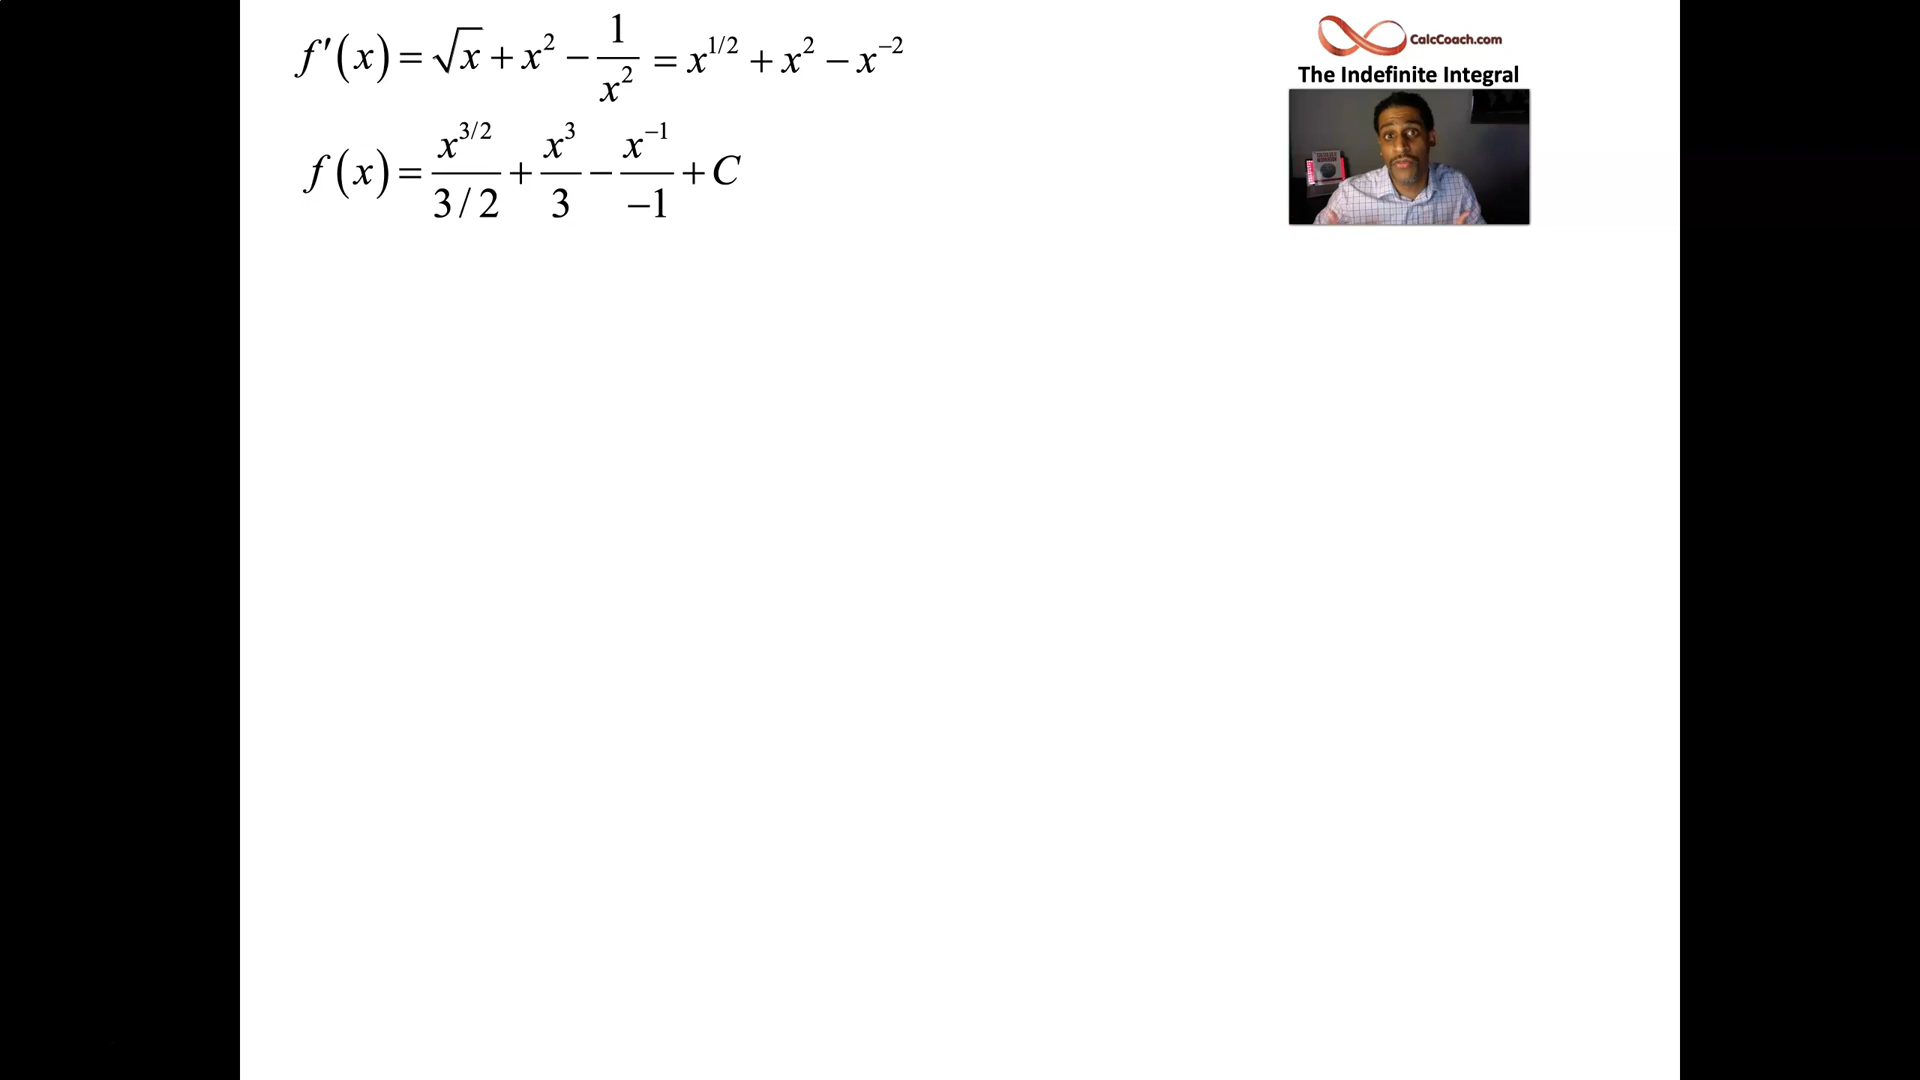 f′(x) = √x + x² − 1/x² = x^{1/2} + x² − x^{−2}
f(x) = x^{3/2}/(3/2) + x³/3 − x^{−1}/(−1) + C
CalcCoach.com
The Indefinite Integral